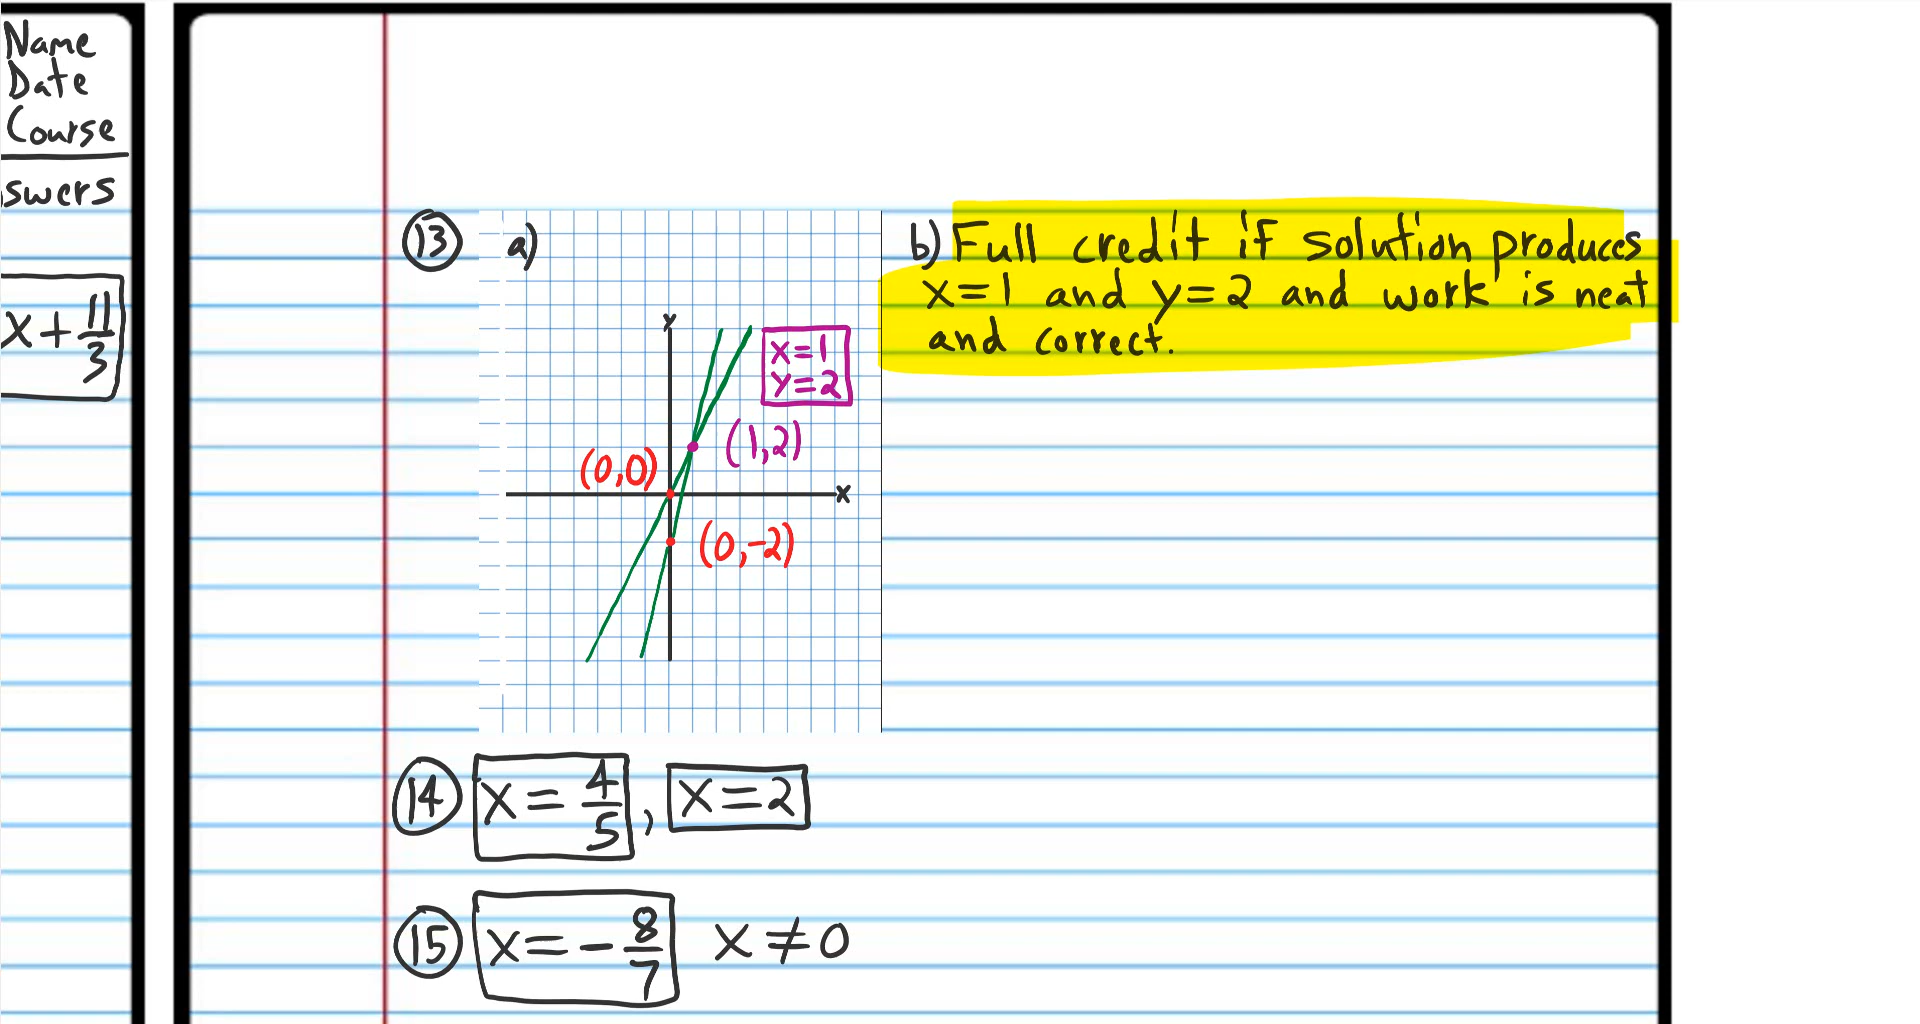 Name
Date
Course
swers
x + 11/3
13 a)
y
x = 1
y = 2
(1,2)
(0,0)
x
(0,-2)
b) Full credit if solution produces
x = 1 and y = 2 and work is neat
and correct.
14 x = 4/5 , x = 2
15 x = - 8/7 x ≠ 0